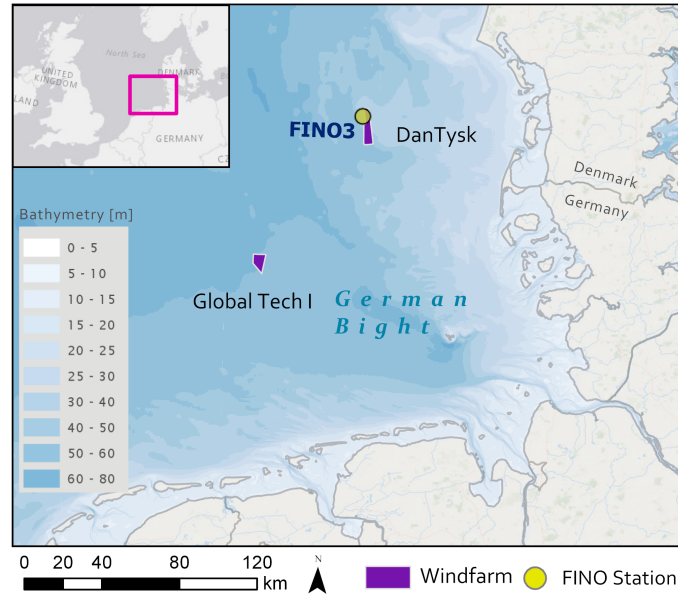 North Sea
UNITED
KINGDOM
DENMARK
LAND
GERMANY
CZ
FINO3
DanTysk
Denmark
Germany
Bathymetry [m]
0 - 5
5 - 10
10 - 15
15 - 20
20 - 25
25 - 30
30 - 40
40 - 50
50 - 60
60 - 80
Global Tech I
German
Bight
0 20 40 80 120
km
N
Windfarm
FINO Station